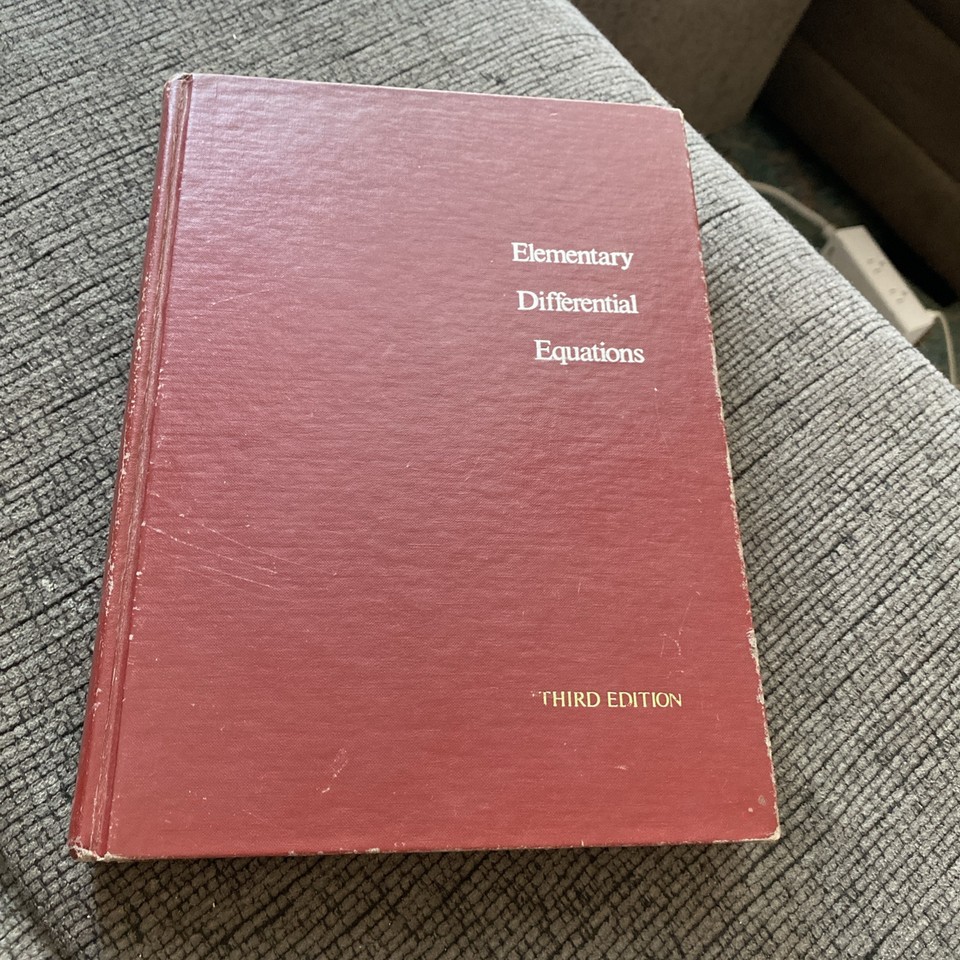 Elementary
Differential
Equations
THIRD EDITION